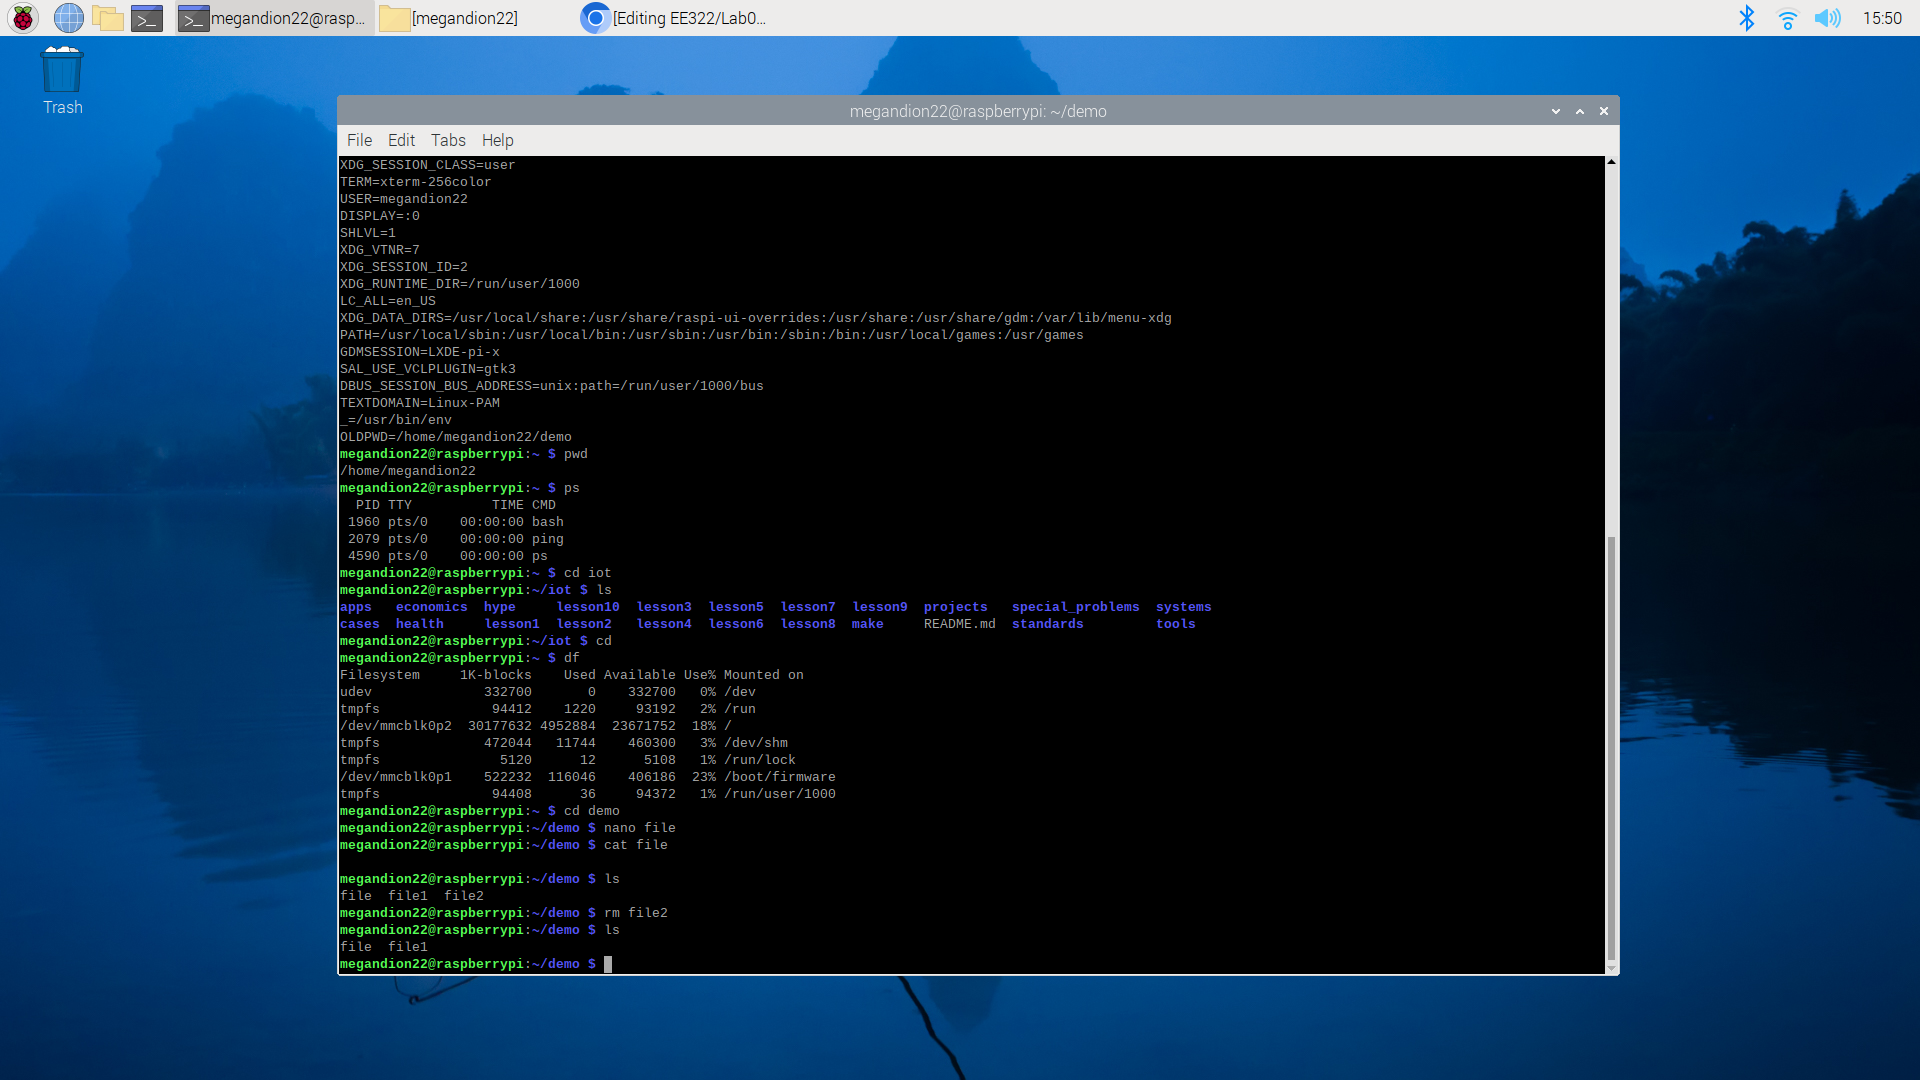 megandion22@rasp...
[megandion22]
[Editing EE322/Lab0...
15:50
Trash
megandion22@raspberrypi: ~/demo
File Edit Tabs Help
XDG_SESSION_CLASS=user
TERM=xterm-256color
USER=megandion22
DISPLAY=:0
SHLVL=1
XDG_VTNR=7
XDG_SESSION_ID=2
XDG_RUNTIME_DIR=/run/user/1000
LC_ALL=en_US
XDG_DATA_DIRS=/usr/local/share:/usr/share/raspi-ui-overrides:/usr/share:/usr/share/gdm:/var/lib/menu-xdg
PATH=/usr/local/sbin:/usr/local/bin:/usr/sbin:/usr/bin:/sbin:/bin:/usr/local/games:/usr/games
GDMSESSION=LXDE-pi-x
SAL_USE_VCLPLUGIN=gtk3
DBUS_SESSION_BUS_ADDRESS=unix:path=/run/user/1000/bus
TEXTDOMAIN=Linux-PAM
_=/usr/bin/env
OLDPWD=/home/megandion22/demo
megandion22@raspberrypi:~ $ pwd
/home/megandion22
megandion22@raspberrypi:~ $ ps
PID TTY TIME CMD
1960 pts/0 00:00:00 bash
2079 pts/0 00:00:00 ping
4590 pts/0 00:00:00 ps
megandion22@raspberrypi:~ $ cd iot
megandion22@raspberrypi:~/iot $ ls
apps economics hype lesson10 lesson3 lesson5 lesson7 lesson9 projects special_problems systems
cases health lesson1 lesson2 lesson4 lesson6 lesson8 make README.md standards tools
megandion22@raspberrypi:~/iot $ cd
megandion22@raspberrypi:~ $ df
Filesystem 1K-blocks Used Available Use% Mounted on
udev 332700 0 332700 0% /dev
tmpfs 94412 1220 93192 2% /run
/dev/mmcblk0p2 30177632 4952884 23671752 18% /
tmpfs 472044 11744 460300 3% /dev/shm
tmpfs 5120 12 5108 1% /run/lock
/dev/mmcblk0p1 522232 116046 406186 23% /boot/firmware
tmpfs 94408 36 94372 1% /run/user/1000
megandion22@raspberrypi:~ $ cd demo
megandion22@raspberrypi:~/demo $ nano file
megandion22@raspberrypi:~/demo $ cat file
megandion22@raspberrypi:~/demo $ ls
file file1 file2
megandion22@raspberrypi:~/demo $ rm file2
megandion22@raspberrypi:~/demo $ ls
file file1
megandion22@raspberrypi:~/demo $